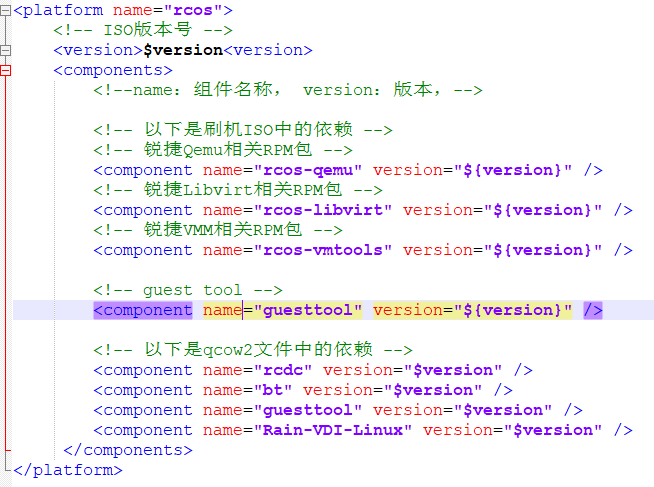 <platform name="rcos">
<!-- ISO版本号 -->
<version>$version<version>
<components>
<!--name: 组件名称, version: 版本, -->
<!-- 以下是刷机ISO中的依赖 -->
<!-- 锐捷Qemu相关RPM包 -->
<component name="rcos-qemu" version="${version}" />
<!-- 锐捷Libvirt相关RPM包 -->
<component name="rcos-libvirt" version="${version}" />
<!-- 锐捷VMM相关RPM包 -->
<component name="rcos-vmtools" version="${version}" />
<!-- guest tool -->
<component name="guesttool" version="${version}" />
<!-- 以下是qcow2文件中的依赖 -->
<component name="rcdc" version="$version" />
<component name="bt" version="$version" />
<component name="guesttool" version="$version" />
<component name="Rain-VDI-Linux" version="$version" />
</components>
</platform>